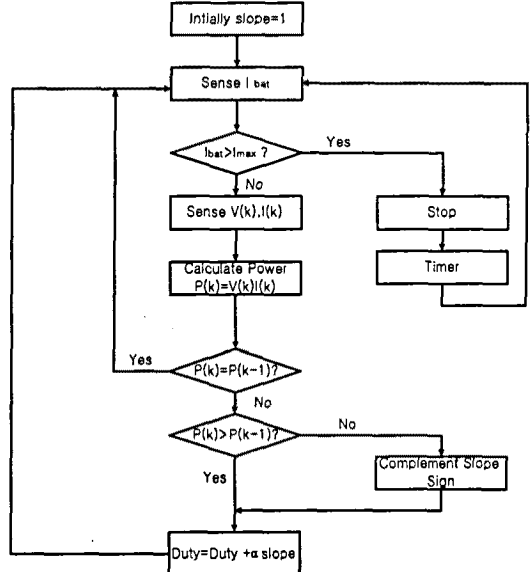 Intially slope=1
Sense I bat
Ibat>Imax ?
Yes
No
Sense V(k),I(k)
Stop
Calculate Power
P(k)=V(k)I(k)
Timer
Yes
P(k)=P(k-1)?
No
P(k)>P(k-1)?
No
Complement Slope
Sign
Yes
Duty=Duty +α slope